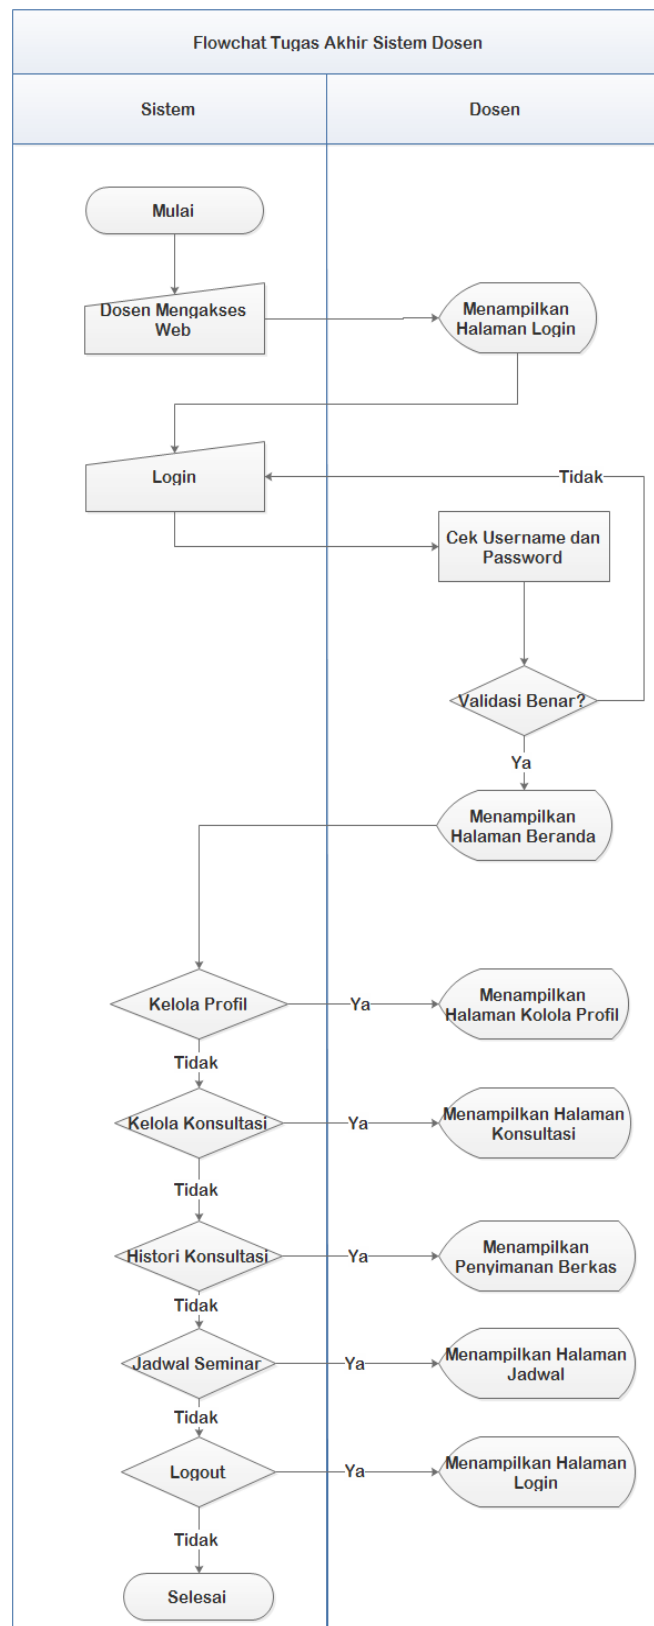 Flowchat Tugas Akhir Sistem Dosen
Sistem
Dosen
Mulai
Dosen Mengakses
Web
Menampilkan
Halaman Login
Login
Tidak
Cek Username dan
Password
Validasi Benar?
Ya
Menampilkan
Halaman Beranda
Kelola Profil
Ya
Menampilkan
Halaman Kolola Profil
Tidak
Kelola Konsultasi
Ya
Menampilkan Halaman
Konsultasi
Tidak
Histori Konsultasi
Ya
Menampilkan
Penyimanan Berkas
Tidak
Jadwal Seminar
Ya
Menampilkan Halaman
Jadwal
Tidak
Logout
Ya
Menampilkan Halaman
Login
Tidak
Selesai